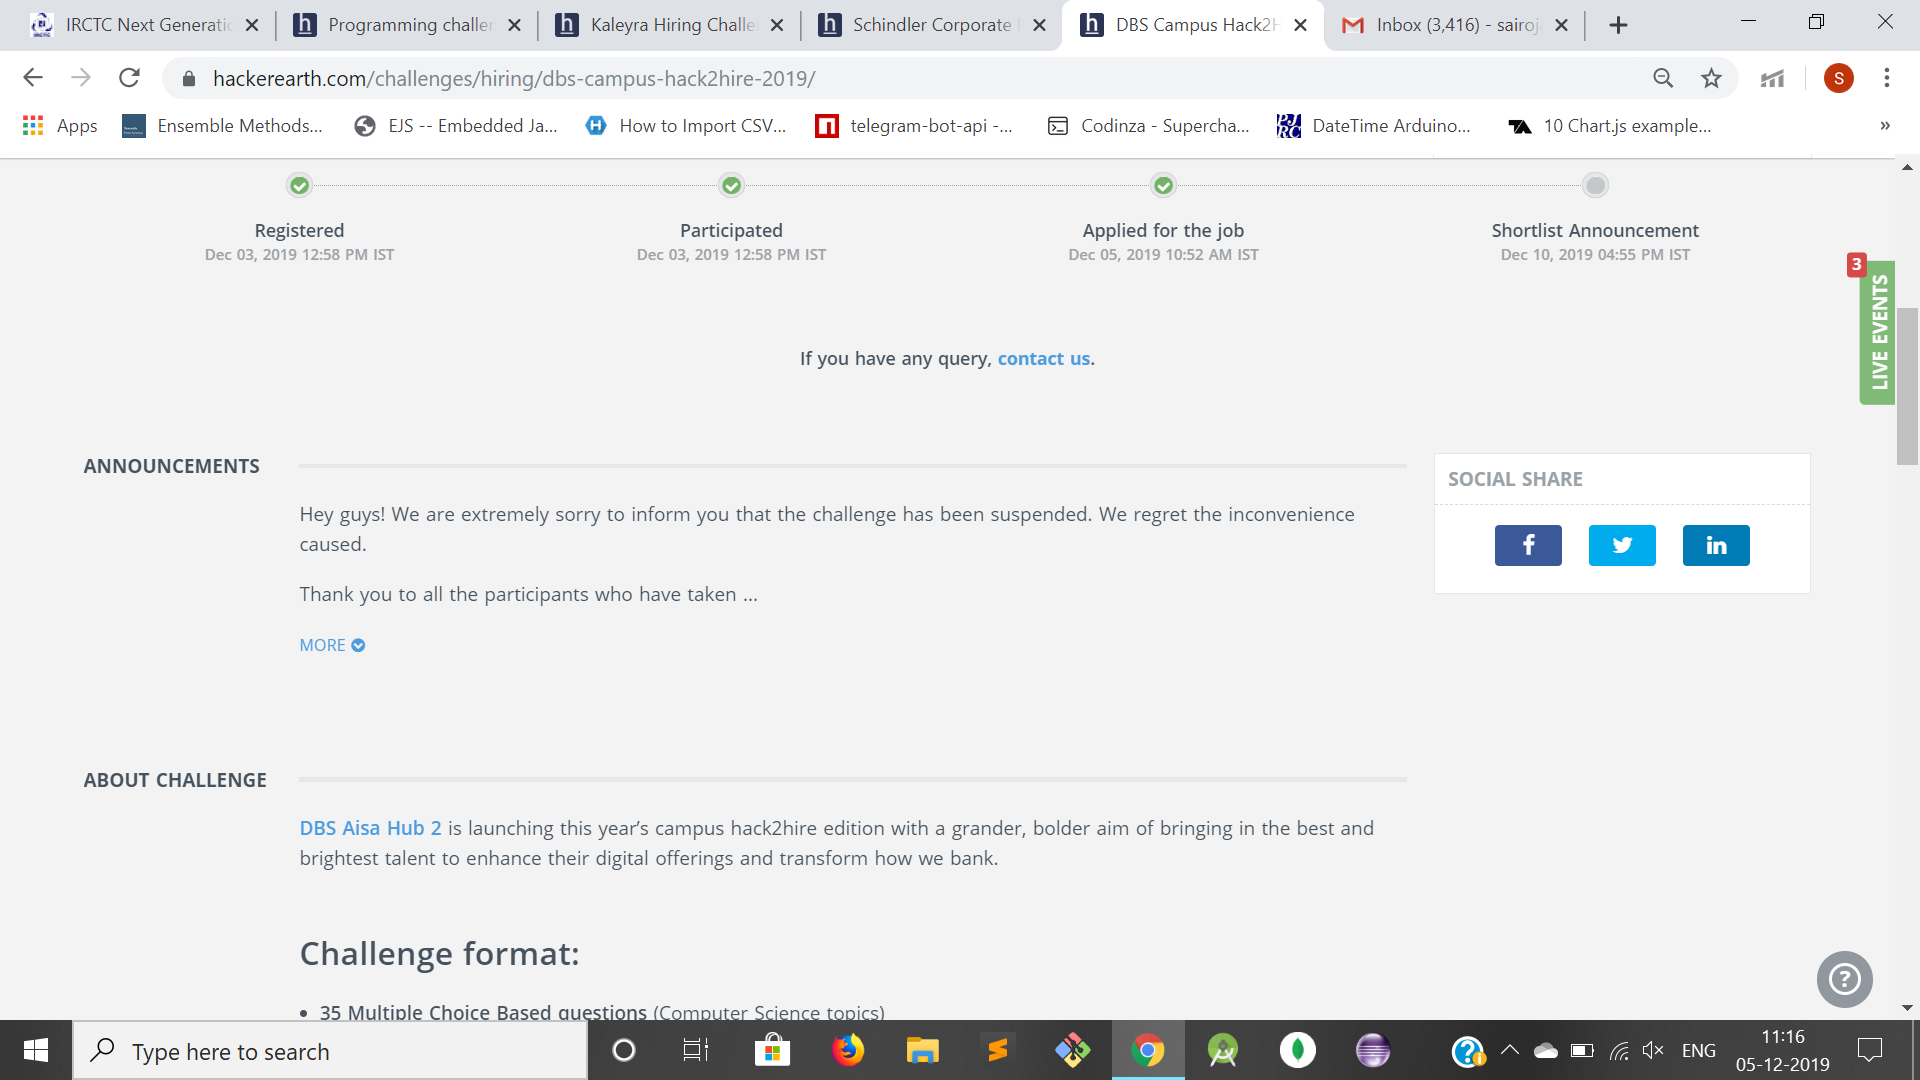 IRCTC Next Generatic
Programming challer
Kaleyra Hiring Challe
Schindler Corporate
DBS Campus Hack2H
Inbox (3,416) - sairoj
hackerearth.com/challenges/hiring/dbs-campus-hack2hire-2019/
S
Apps
Ensemble Methods...
EJS -- Embedded Ja...
How to Import CSV...
telegram-bot-api -...
Codinza - Supercha...
DateTime Arduino...
10 Chart.js example...
»
Registered
Dec 03, 2019 12:58 PM IST
Participated
Dec 03, 2019 12:58 PM IST
Applied for the job
Dec 05, 2019 10:52 AM IST
Shortlist Announcement
Dec 10, 2019 04:55 PM IST
3
LIVE EVENTS
If you have any query, contact us.
ANNOUNCEMENTS
Hey guys! We are extremely sorry to inform you that the challenge has been suspended. We regret the inconvenience
caused.
Thank you to all the participants who have taken ...
MORE
SOCIAL SHARE
ABOUT CHALLENGE
DBS Aisa Hub 2 is launching this year’s campus hack2hire edition with a grander, bolder aim of bringing in the best and
brightest talent to enhance their digital offerings and transform how we bank.
Challenge format:
• 35 Multiple Choice Based questions (Computer Science topics)
Type here to search
ENG
11:16
05-12-2019